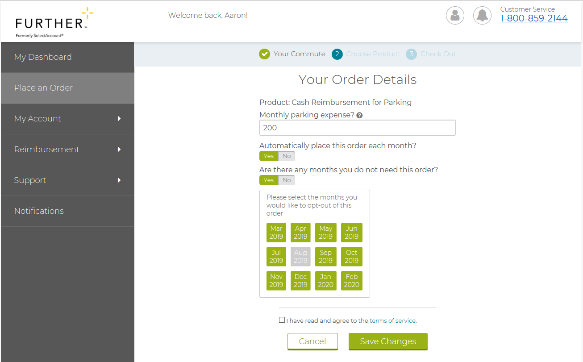 FURTHER
Formerly SelectAccount®
Welcome back, Aaron!
Customer Service
1-800-859-2144
My Dashboard
Place an Order
My Account
Reimbursement
Support
Notifications
Your Commute 2 Choose Product 3 Check Out
Your Order Details
Product: Cash Reimbursement for Parking
Monthly parking expense?
200
Automatically place this order each month?
Yes No
Are there any months you do not need this order?
Yes No
Please select the months you
would like to opt-out of this
order
Mar Apr May Jun
2019 2019 2019 2019
Jul Aug Sep Oct
2019 2019 2019 2019
Nov Dec Jan Feb
2019 2019 2020 2020
I have read and agree to the terms of service.
Cancel Save Changes